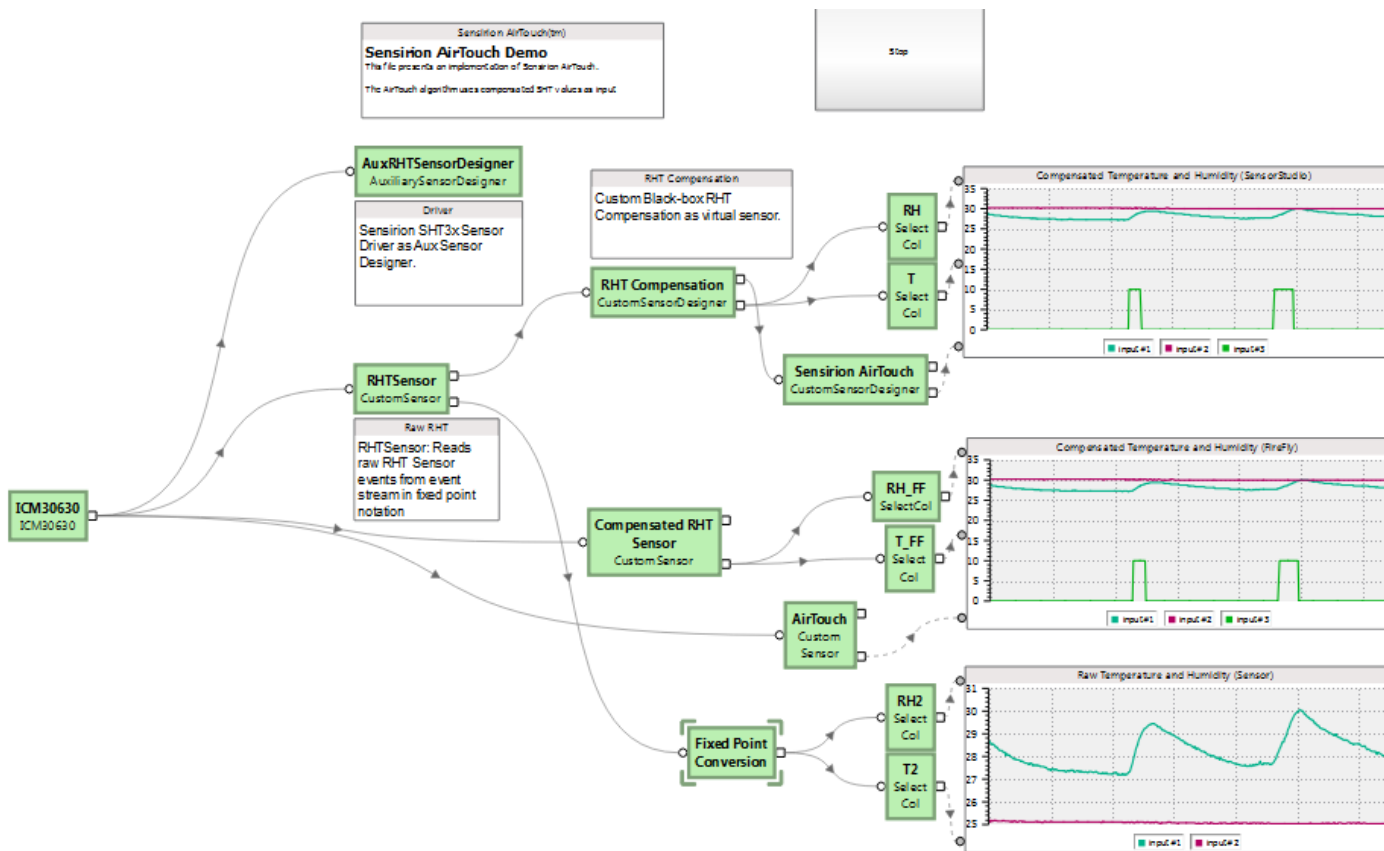 Sensirion AirTouch(tm)
Sensirion AirTouch Demo
This file presents an implementation of Sensirion AirTouch.
The AirTouch algorithm uses compensated SHT values as input
Stop
AuxRHTSensorDesigner
AuxiliarySensorDesigner
Driver
Sensirion SHT3x Sensor
Driver as Aux Sensor
Designer.
RHT Compensation
Custom Black-box RHT
Compensation as virtual sensor.
RHT Compensation
CustomSensorDesigner
RH
Select
Col
T
Select
Col
Compensated Temperature and Humidity (SensorStudio)
35
30
25
20
15
10
5
0
input#1
input#2
input#3
Sensirion AirTouch
CustomSensorDesigner
RHTSensor
CustomSensor
Raw RHT
RHTSensor: Reads
raw RHT Sensor
events from event
stream in fixed point
notation
ICM30630
ICM30630
Compensated RHT
Sensor
CustomSensor
RH_FF
SelectCol
T_FF
Select
Col
Compensated Temperature and Humidity (FireFly)
35
30
25
20
15
10
5
0
input#1
input#2
input#3
AirTouch
Custom
Sensor
Fixed Point
Conversion
RH2
Select
Col
T2
Select
Col
Raw Temperature and Humidity (Sensor)
31
30
29
28
27
26
25
input#1
input#2